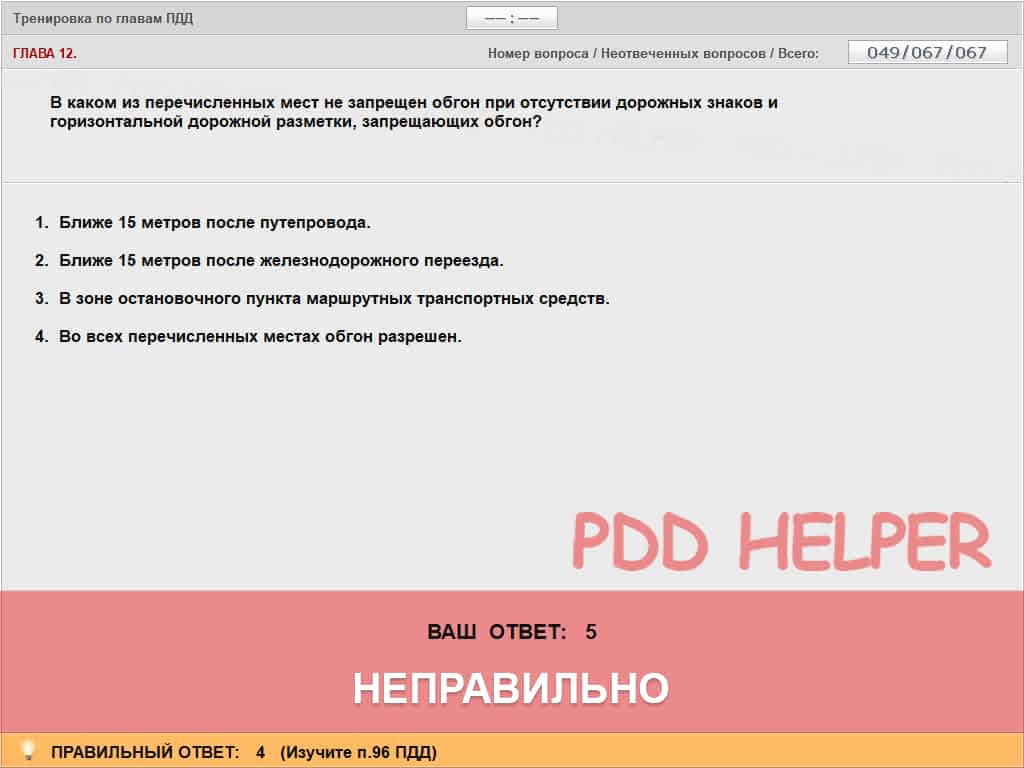 Тренировка по главам ПДД
—— : ——
ГЛАВА 12.
Номер вопроса / Неотвеченных вопросов / Всего:
049/067/067
В каком из перечисленных мест не запрещен обгон при отсутствии дорожных знаков и
горизонтальной дорожной разметки, запрещающих обгон?
1. Ближе 15 метров после путепровода.
2. Ближе 15 метров после железнодорожного переезда.
3. В зоне остановочного пункта маршрутных транспортных средств.
4. Во всех перечисленных местах обгон разрешен.
PDD HELPER
ВАШ ОТВЕТ: 5
НЕПРАВИЛЬНО
ПРАВИЛЬНЫЙ ОТВЕТ: 4 (Изучите п.96 ПДД)